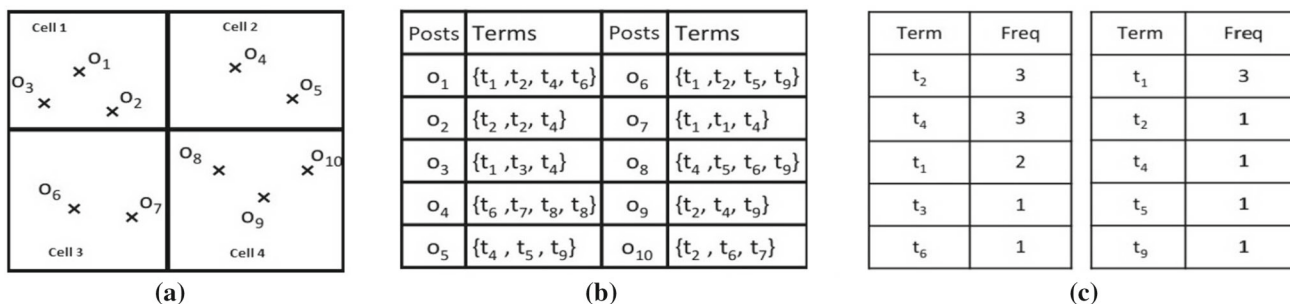 Cell 1
Cell 2
o1
o4
o3
o2
o5
o8
o10
o6
o7
o9
Cell 3
Cell 4
(a)
Posts Terms Posts Terms
o1 {t1 ,t2, t4, t6} o6 {t1 ,t2, t5, t9}
o2 {t2 ,t2, t4} o7 {t1 ,t1, t4}
o3 {t1 ,t3, t4} o8 {t4 ,t5, t6, t9}
o4 {t6 ,t7, t8, t8} o9 {t2, t4, t9}
o5 {t4 , t5 , t9} o10 {t2 , t6, t7}
(b)
Term Freq Term Freq
t2 3 t1 3
t4 3 t2 1
t1 2 t4 1
t3 1 t5 1
t6 1 t9 1
(c)